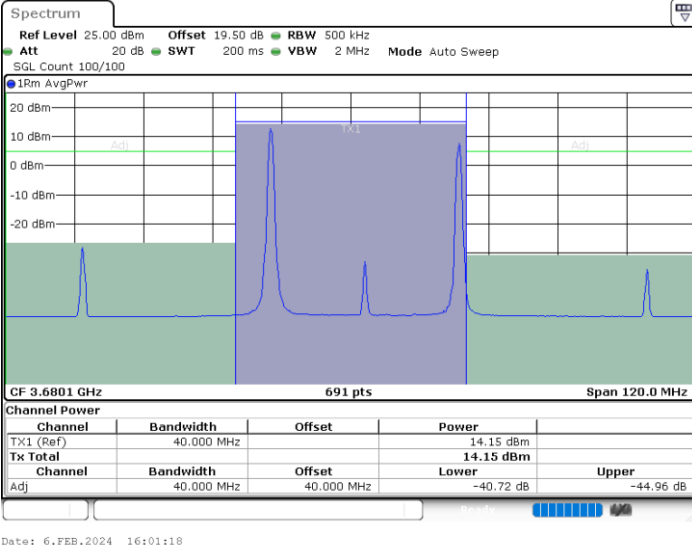 Spectrum
Ref Level 25.00 dBm Offset 19.50 dB RBW 500 kHz
Att 20 dB SWT 200 ms VBW 2 MHz Mode Auto Sweep
SGL Count 100/100
1Rm AvgPwr
20 dBm
TX1
10 dBm
Adj Adj
0 dBm
-10 dBm
-20 dBm
CF 3.6801 GHz 691 pts Span 120.0 MHz
Channel Power
Channel Bandwidth Offset Power
TX1 (Ref) 40.000 MHz 14.15 dBm
Tx Total 14.15 dBm
Channel Bandwidth Offset Lower Upper
Adj 40.000 MHz 40.000 MHz -40.72 dB -44.96 dB
Ready
Date: 6.FEB.2024 16:01:18